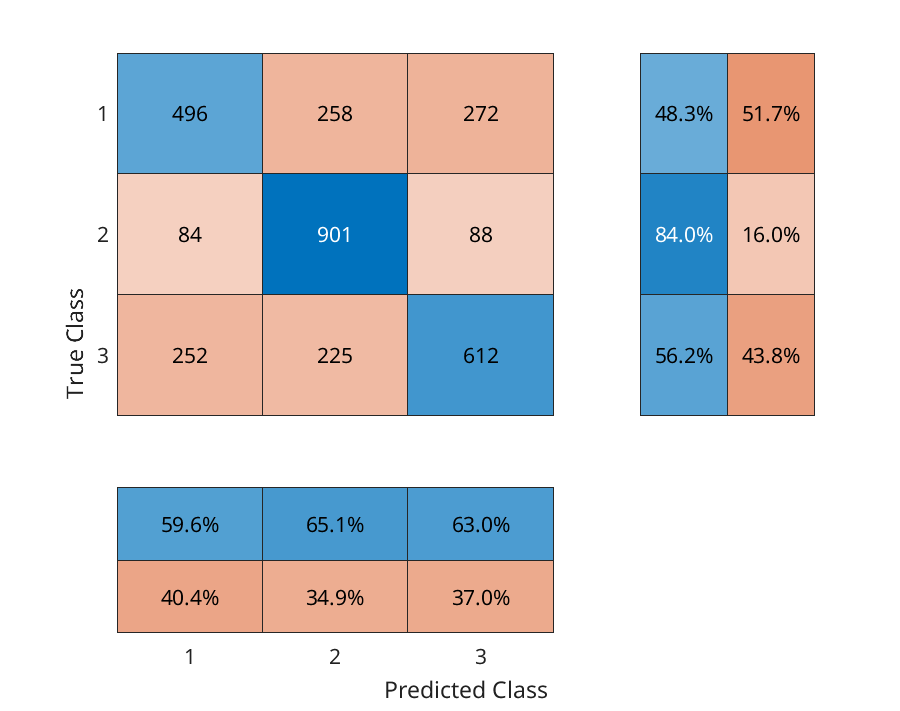 1 496 258 272 48.3% 51.7%
2 84 901 88 84.0% 16.0%
3 252 225 612 56.2% 43.8%
True Class
59.6% 65.1% 63.0%
40.4% 34.9% 37.0%
1 2 3
Predicted Class